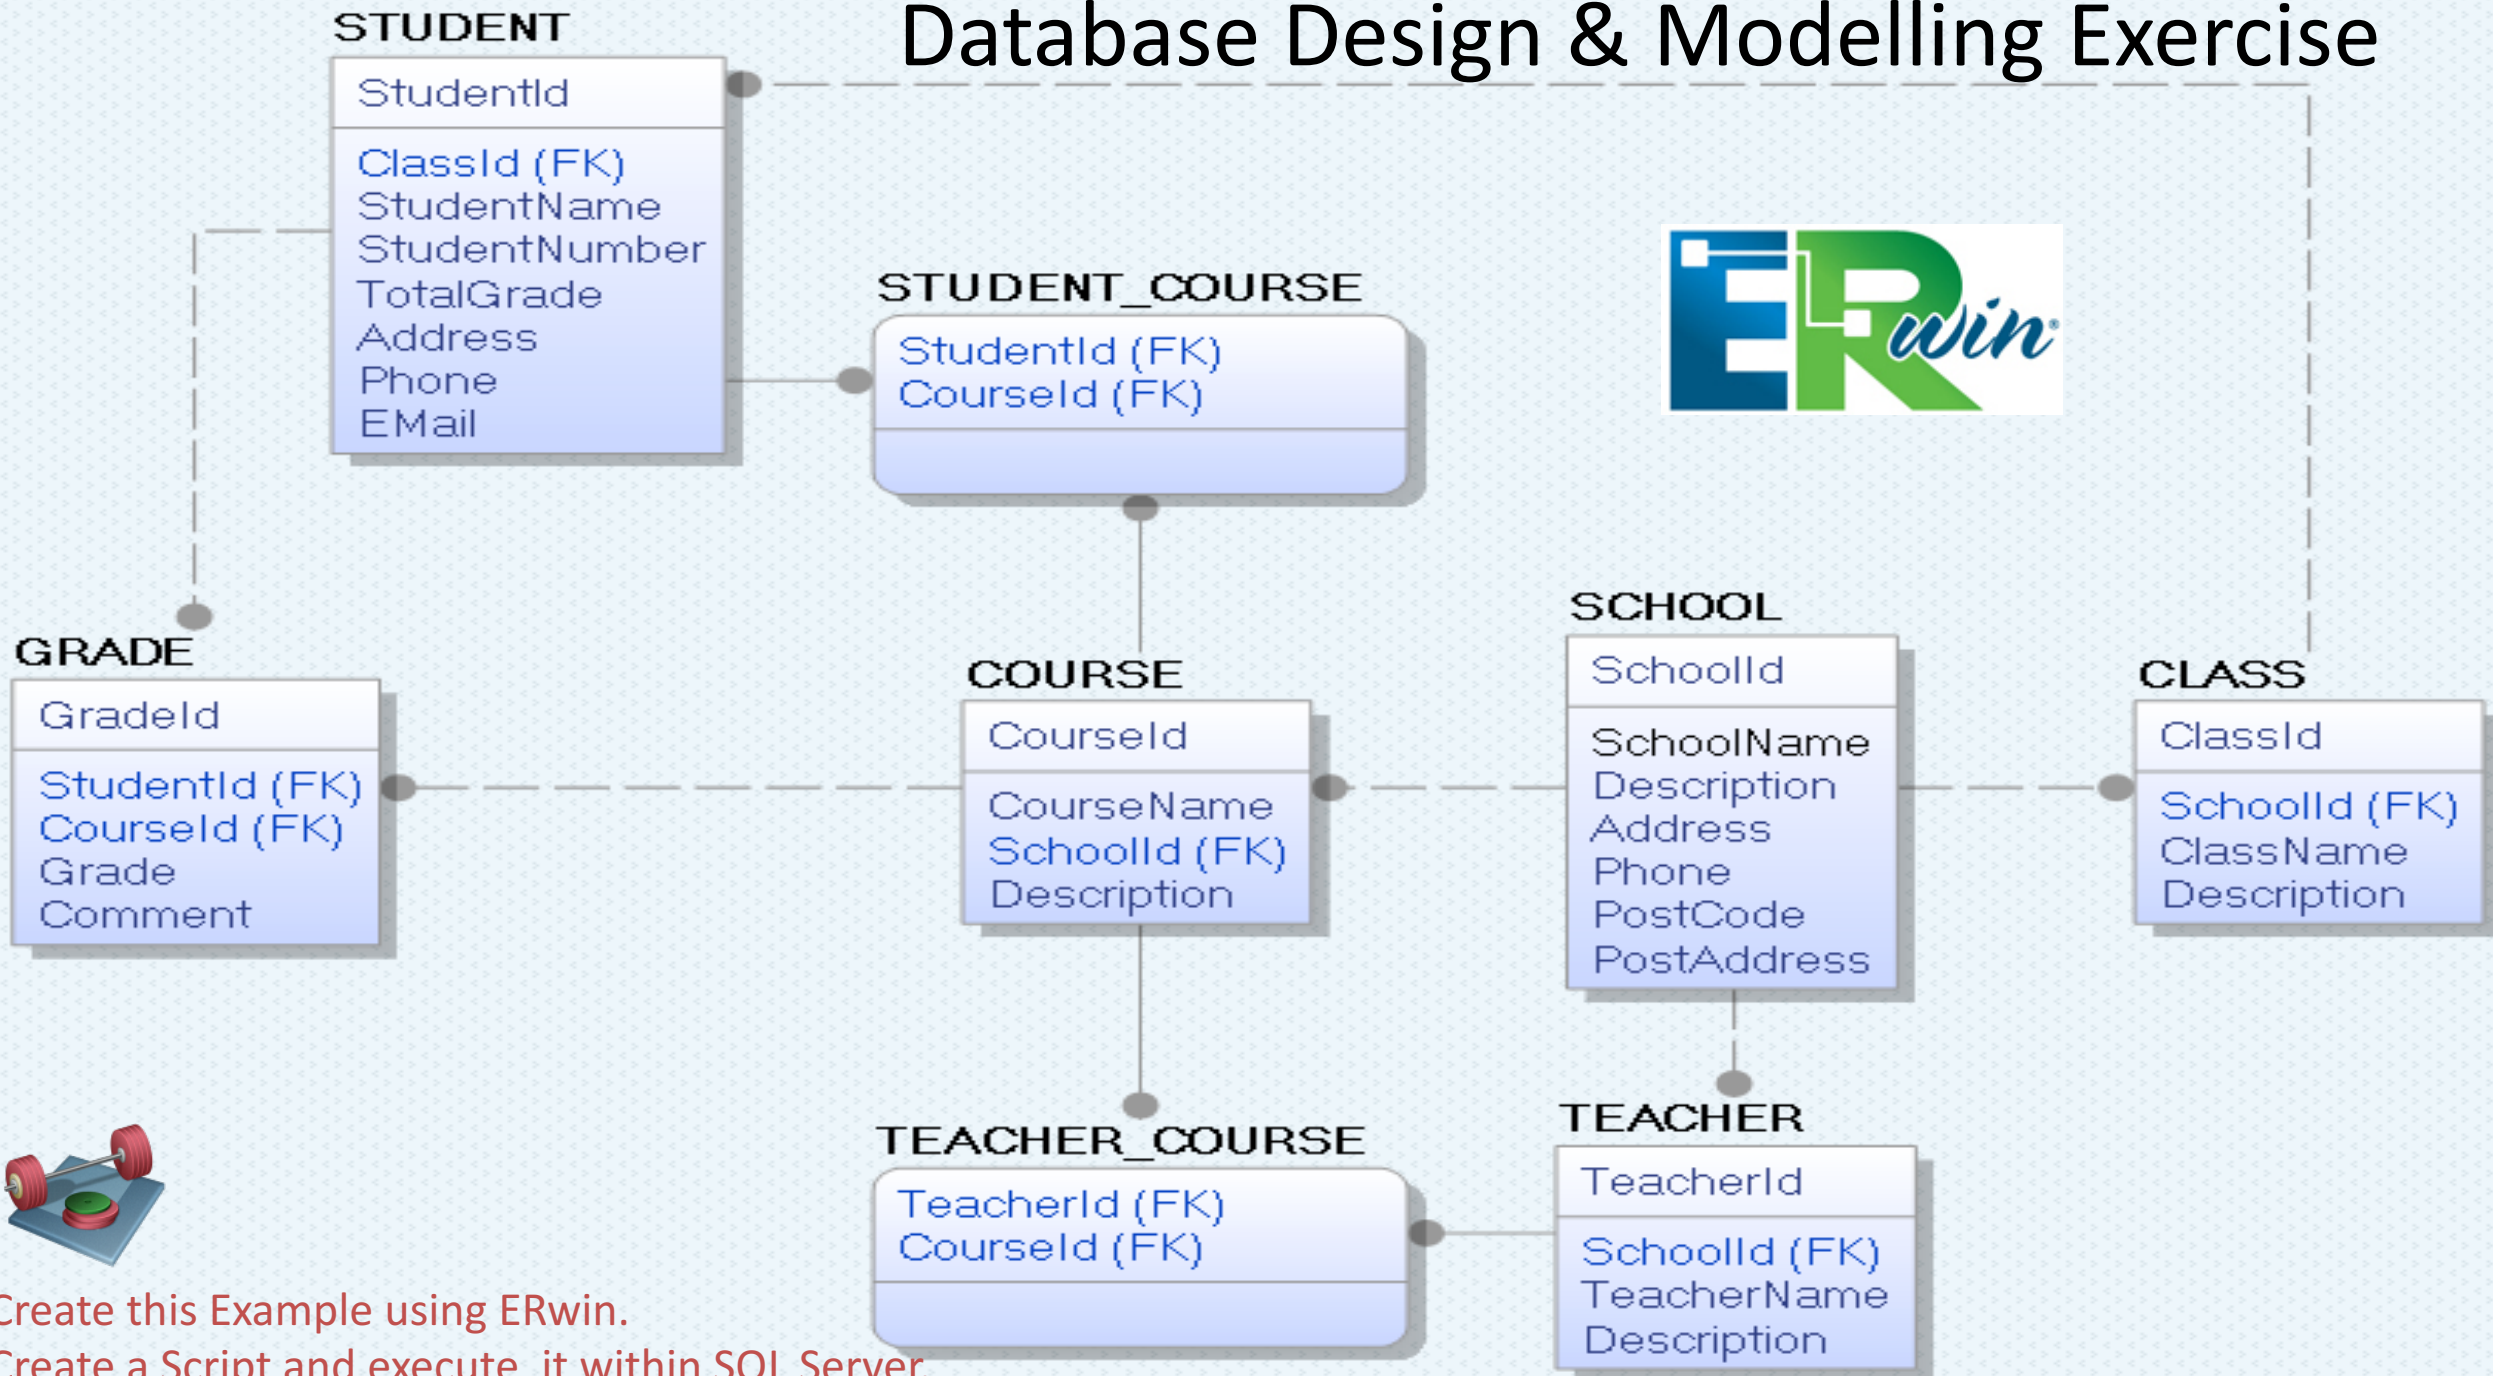 Database Design & Modelling Exercise
STUDENT
StudentId
ClassId (FK)
StudentName
StudentNumber
TotalGrade
Address
Phone
EMail
STUDENT_COURSE
StudentId (FK)
CourseId (FK)
ERwin
GRADE
GradeId
StudentId (FK)
CourseId (FK)
Grade
Comment
COURSE
CourseId
CourseName
SchoolId (FK)
Description
SCHOOL
SchoolId
SchoolName
Description
Address
Phone
PostCode
PostAddress
CLASS
ClassId
SchoolId (FK)
ClassName
Description
TEACHER_COURSE
TeacherId (FK)
CourseId (FK)
TEACHER
TeacherId
SchoolId (FK)
TeacherName
Description
Create this Example using ERwin.
Create a Script and execute it within SQL Server.